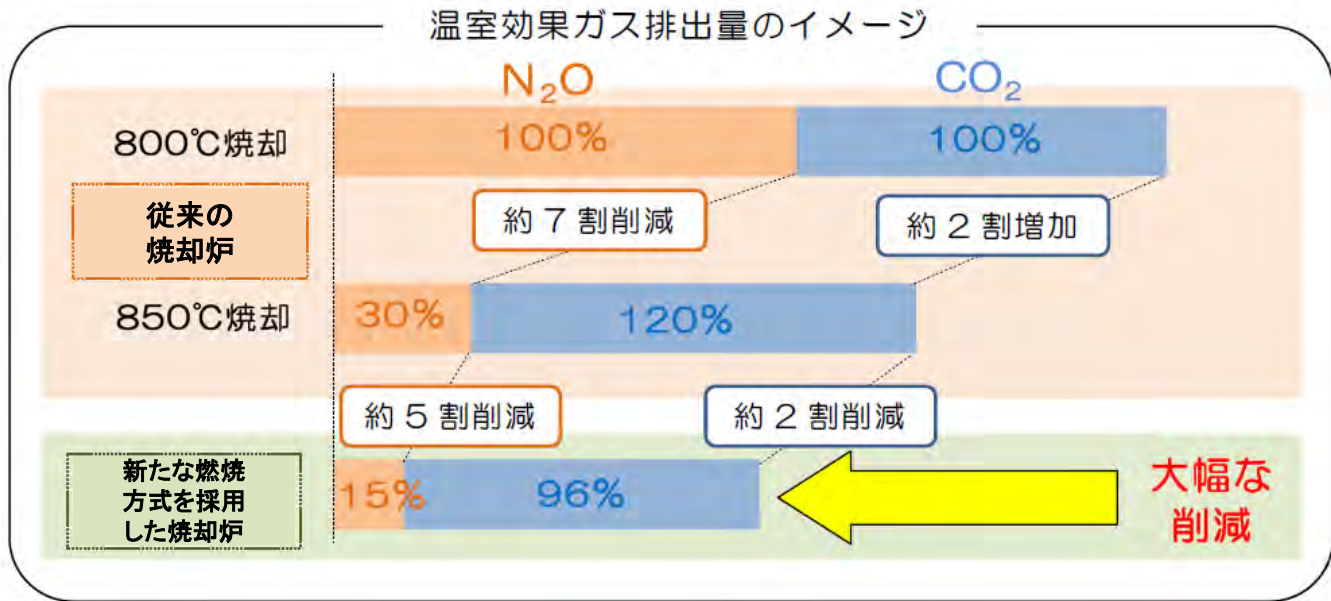 温室効果ガス排出量のイメージ
N₂O
CO₂
800℃焼却
100%
100%
従来の
焼却炉
約7割削減
約2割増加
850℃焼却
30%
120%
約5割削減
約2割削減
新たな燃焼
方式を採用
した焼却炉
15%
96%
大幅な
削減